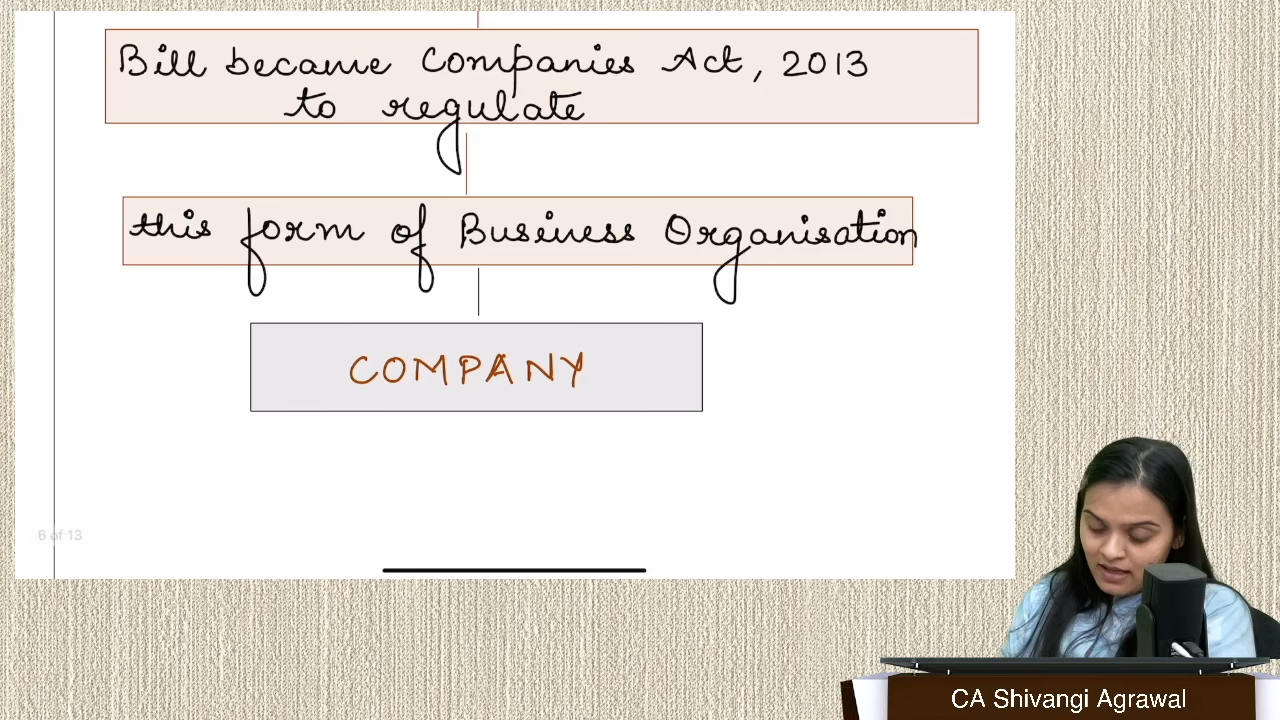 Bill became Companies Act, 2013
to regulate
this form of Business Organisation
COMPANY
6 of 13
CA Shivangi Agrawal